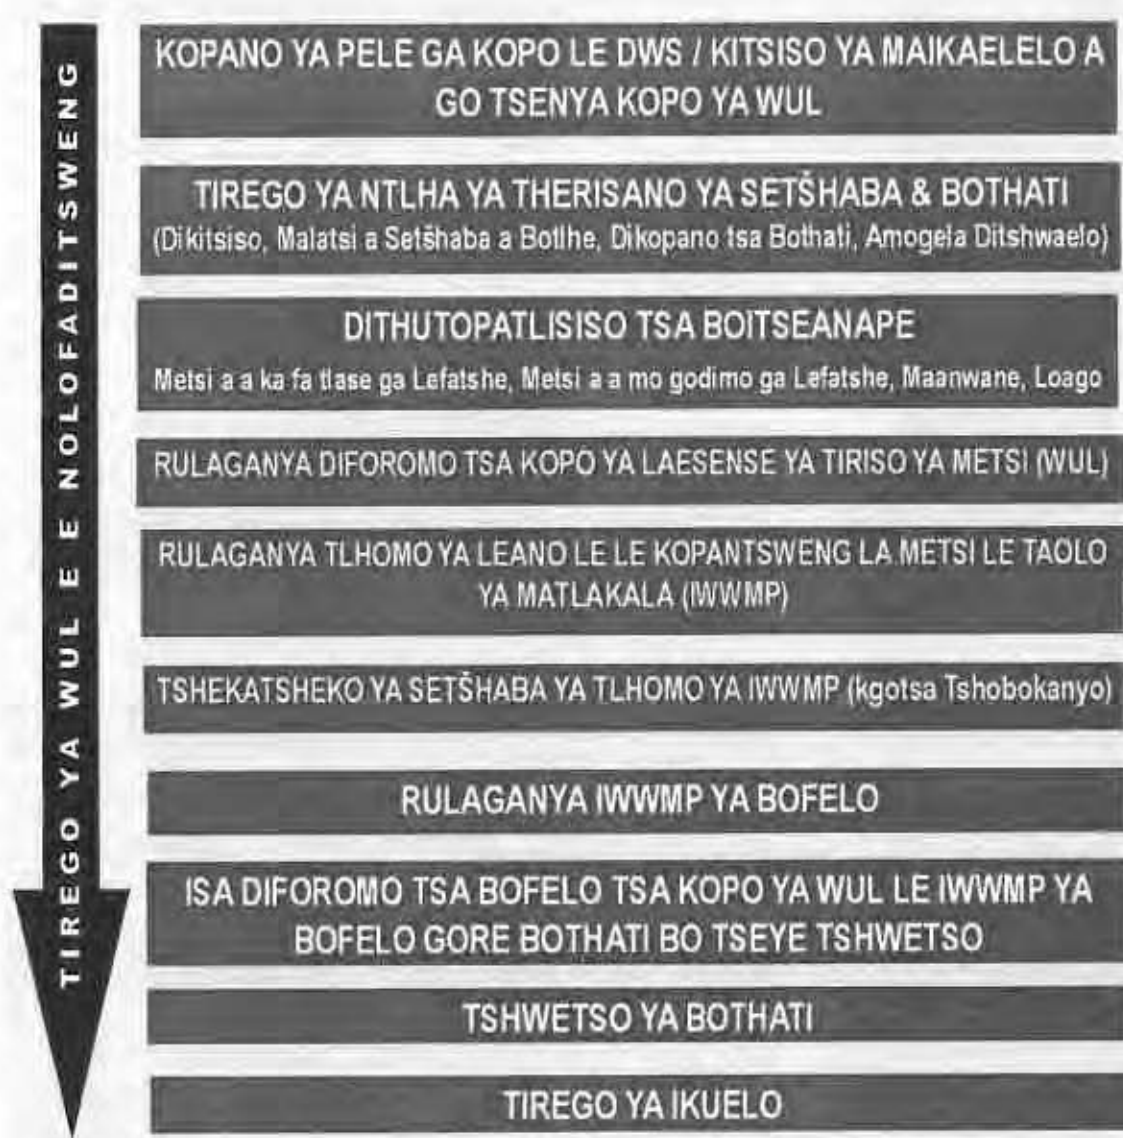 TIREGO YA WUL E E NOLOFADITSWENG
KOPANO YA PELE GA KOPO LE DWS / KITSISO YA MAIKAELELO A
GO TSENYA KOPO YA WUL
TIREGO YA NTLHA YA THERISANO YA SETŠHABA & BOTHATI
(Dikitsiso, Malatsi a Setšhaba a Botlhe, Dikopano tsa Bothati, Amogela Ditshwaelo)
DITHUTOPATLISISO TSA BOITSEANAPE
Metsi a a ka fa tlase ga Lefatshe, Metsi a a mo godimo ga Lefatshe, Maanwane, Loago
RULAGANYA DIFOROMO TSA KOPO YA LAESENSE YA TIRISO YA METSI (WUL)
RULAGANYA TLHOMO YA LEANO LE LE KOPANTSWENG LA METSI LE TAOLO
YA MATLAKALA (IWWMP)
TSHEKATSHEKO YA SETŠHABA YA TLHOMO YA IWWMP (kgotsa Tshobokanyo)
RULAGANYA IWWMP YA BOFELO
ISA DIFOROMO TSA BOFELO TSA KOPO YA WUL LE IWWMP YA
BOFELO GORE BOTHATI BO TSEYE TSHWETSO
TSHWETSO YA BOTHATI
TIREGO YA IKUELO